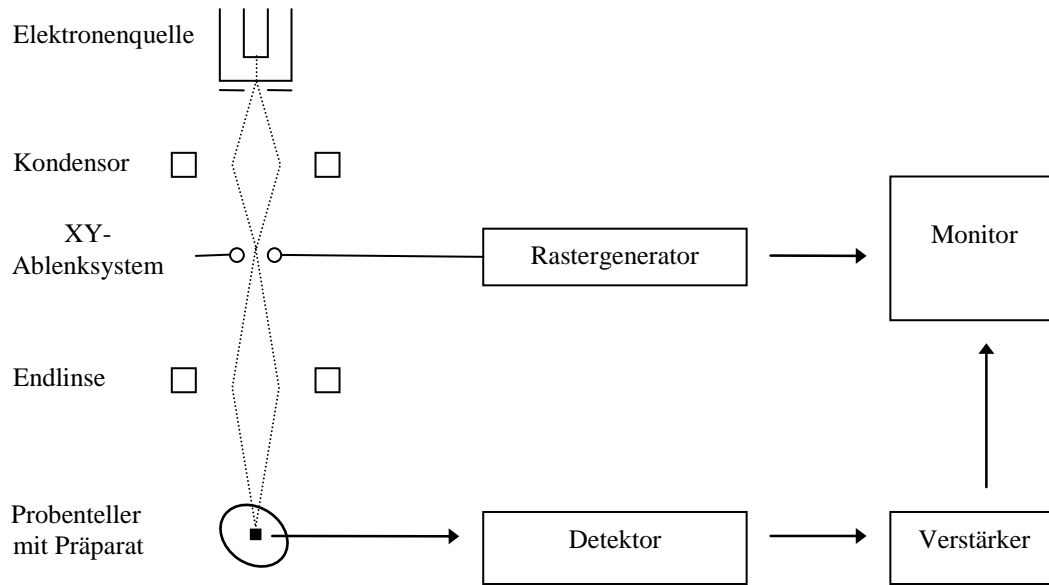 Elektronenquelle
Kondensor
XY-
Ablenksystem
Rastergenerator
Monitor
Endlinse
Probenteller
mit Präparat
Detektor
Verstärker